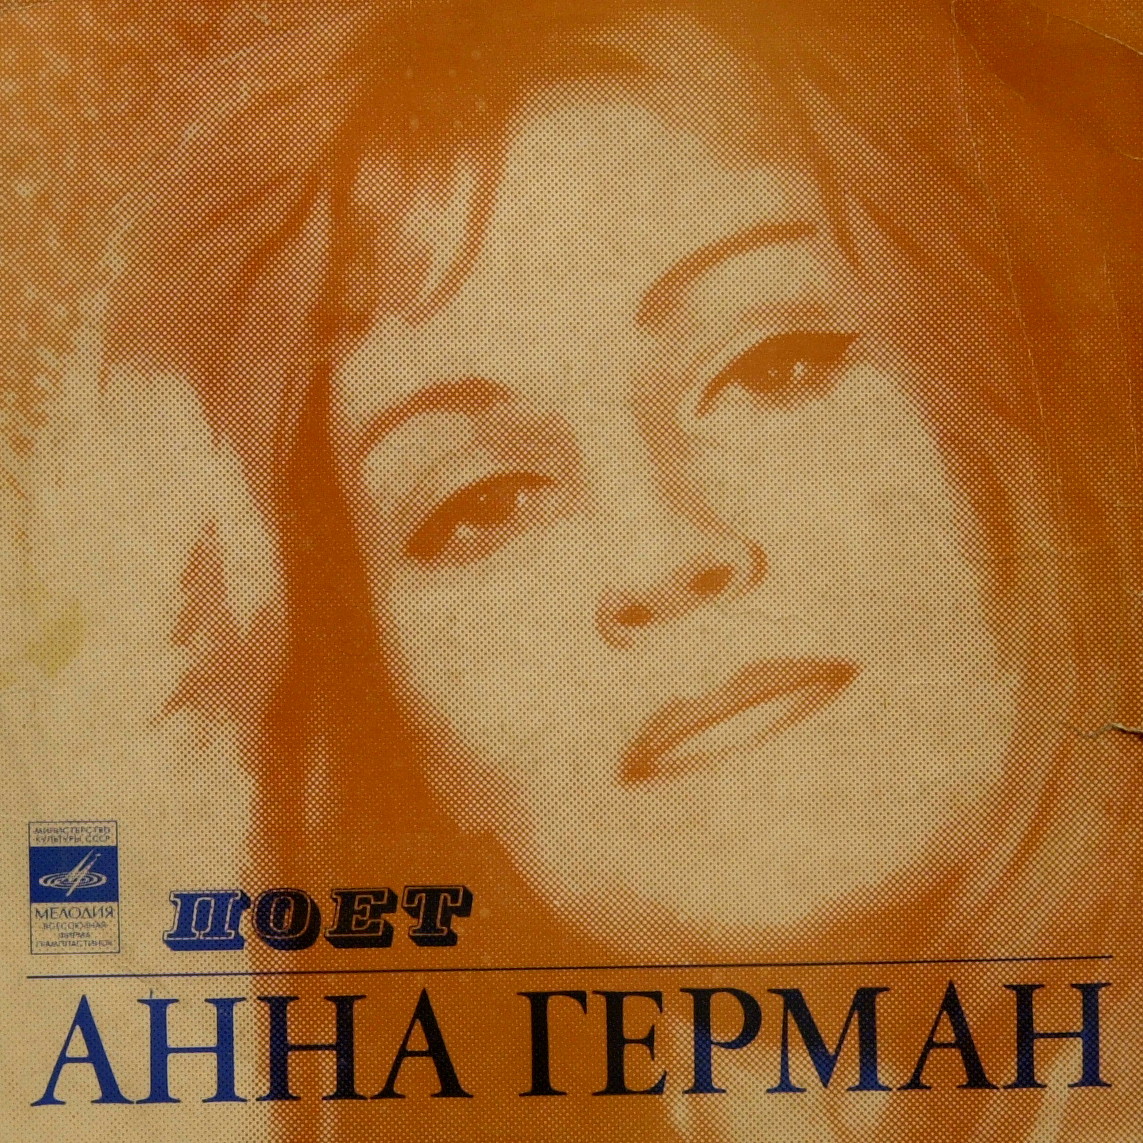 МИНИСТЕРСТВО
КУЛЬТУРЫ СССР
МЕЛОДИЯ
ВСЕСОЮЗНАЯ
ФИРМА
ГРАМПЛАСТИНОК
ПОЕТ
АННА ГЕРМАН